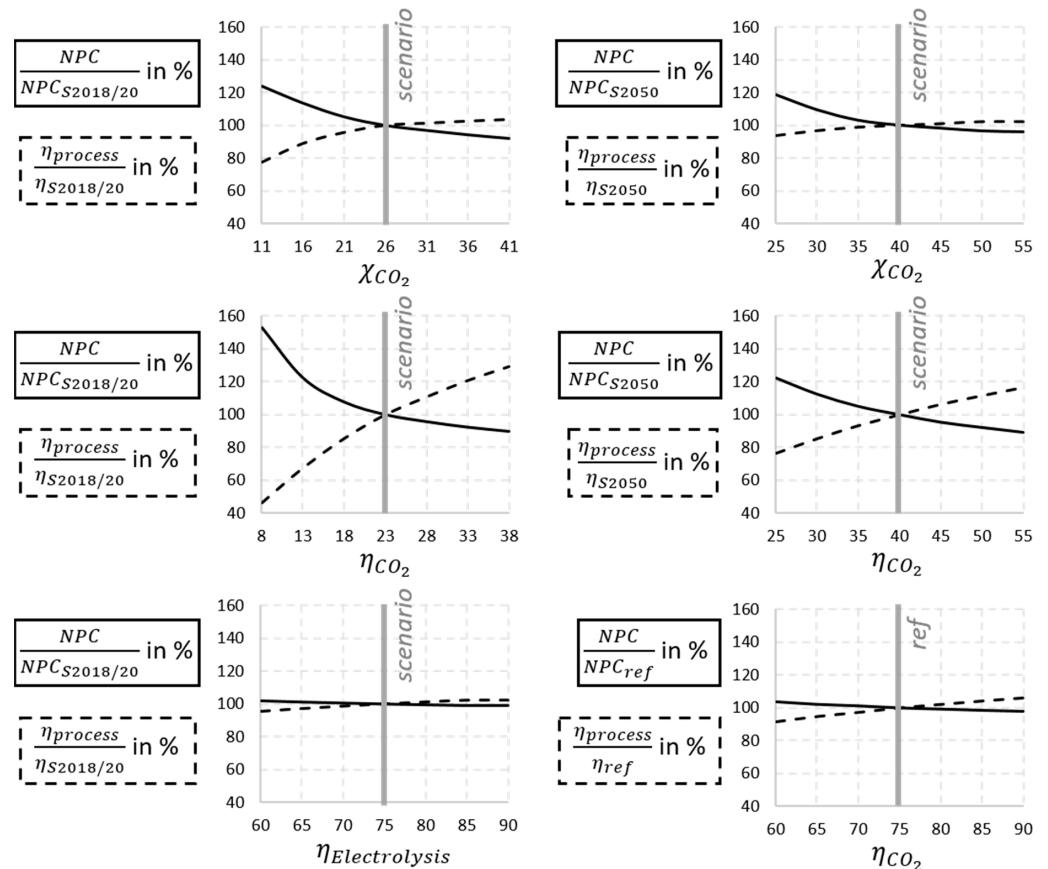 NPC / NPC_S2018/20 in %
η_process / η_S2018/20 in %
160
140
120
100
80
60
40
11 16 21 26 31 36 41
χ_CO₂
scenario
NPC / NPC_S2050 in %
η_process / η_S2050 in %
160
140
120
100
80
60
40
25 30 35 40 45 50 55
χ_CO₂
scenario
NPC / NPC_S2018/20 in %
η_process / η_S2018/20 in %
160
140
120
100
80
60
40
8 13 18 23 28 33 38
η_CO₂
scenario
NPC / NPC_S2050 in %
η_process / η_S2050 in %
160
140
120
100
80
60
40
25 30 35 40 45 50 55
η_CO₂
scenario
NPC / NPC_S2018/20 in %
η_process / η_S2018/20 in %
160
140
120
100
80
60
40
60 65 70 75 80 85 90
η_Electrolysis
scenario
NPC / NPC_ref in %
η_process / η_ref in %
160
140
120
100
80
60
40
60 65 70 75 80 85 90
η_CO₂
ref